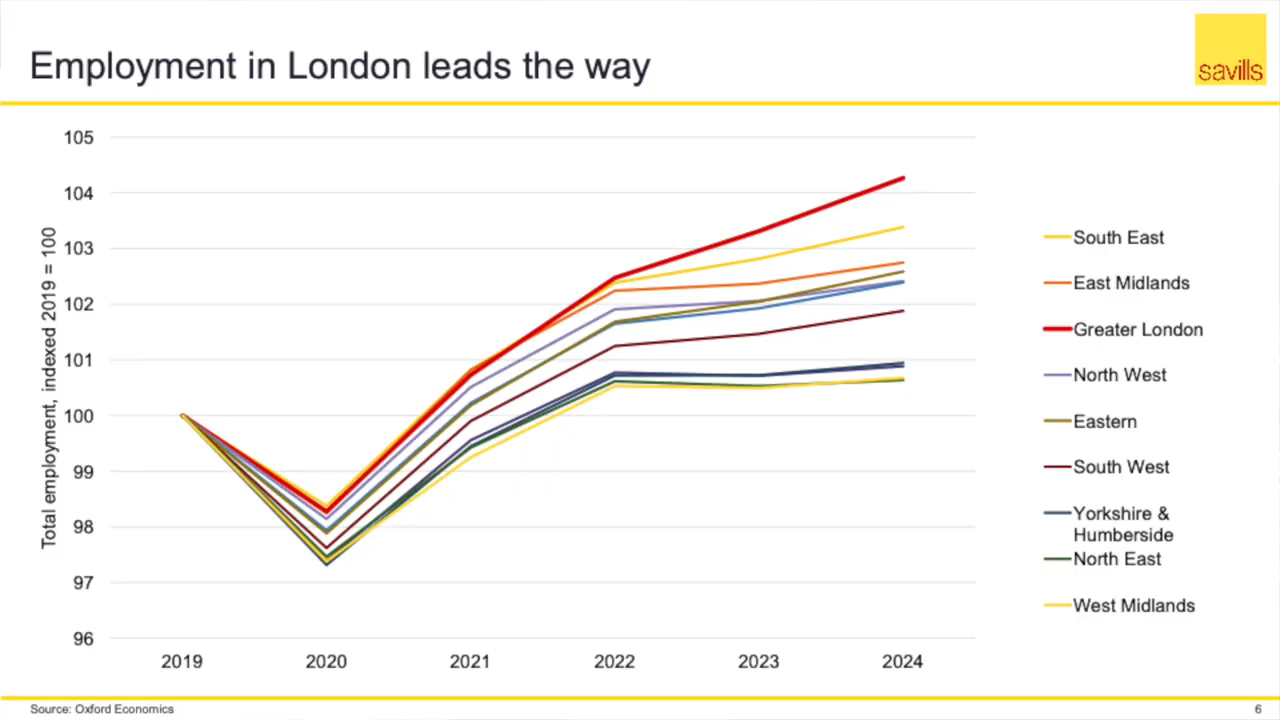 Employment in London leads the way
savills
Total employment, indexed 2019 = 100
105
104
103
102
101
100
99
98
97
96
2019 2020 2021 2022 2023 2024
South East
East Midlands
Greater London
North West
Eastern
South West
Yorkshire &
Humberside
North East
West Midlands
Source: Oxford Economics
6